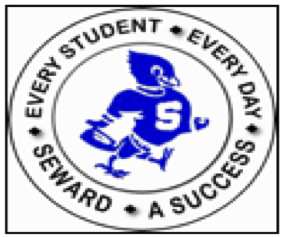 EVERY STUDENT • EVERY DAY • A SUCCESS • SEWARD •
S